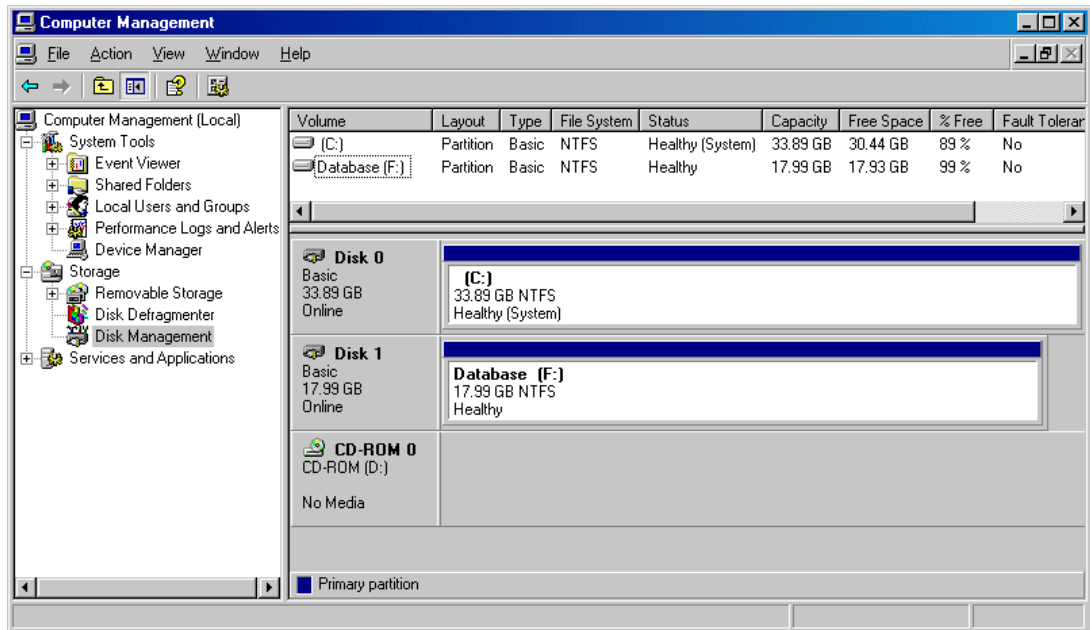 Computer Management
File Action View Window Help
Computer Management (Local)
System Tools
Event Viewer
Shared Folders
Local Users and Groups
Performance Logs and Alerts
Device Manager
Storage
Removable Storage
Disk Defragmenter
Disk Management
Services and Applications
Volume Layout Type File System Status Capacity Free Space % Free Fault Toleran
(C:) Partition Basic NTFS Healthy (System) 33.89 GB 30.44 GB 89 % No
Database (F:) Partition Basic NTFS Healthy 17.99 GB 17.93 GB 99 % No
Disk 0
Basic
33.89 GB
Online
(C:)
33.89 GB NTFS
Healthy (System)
Disk 1
Basic
17.99 GB
Online
Database (F:)
17.99 GB NTFS
Healthy
CD-ROM 0
CD-ROM (D:)
No Media
Primary partition